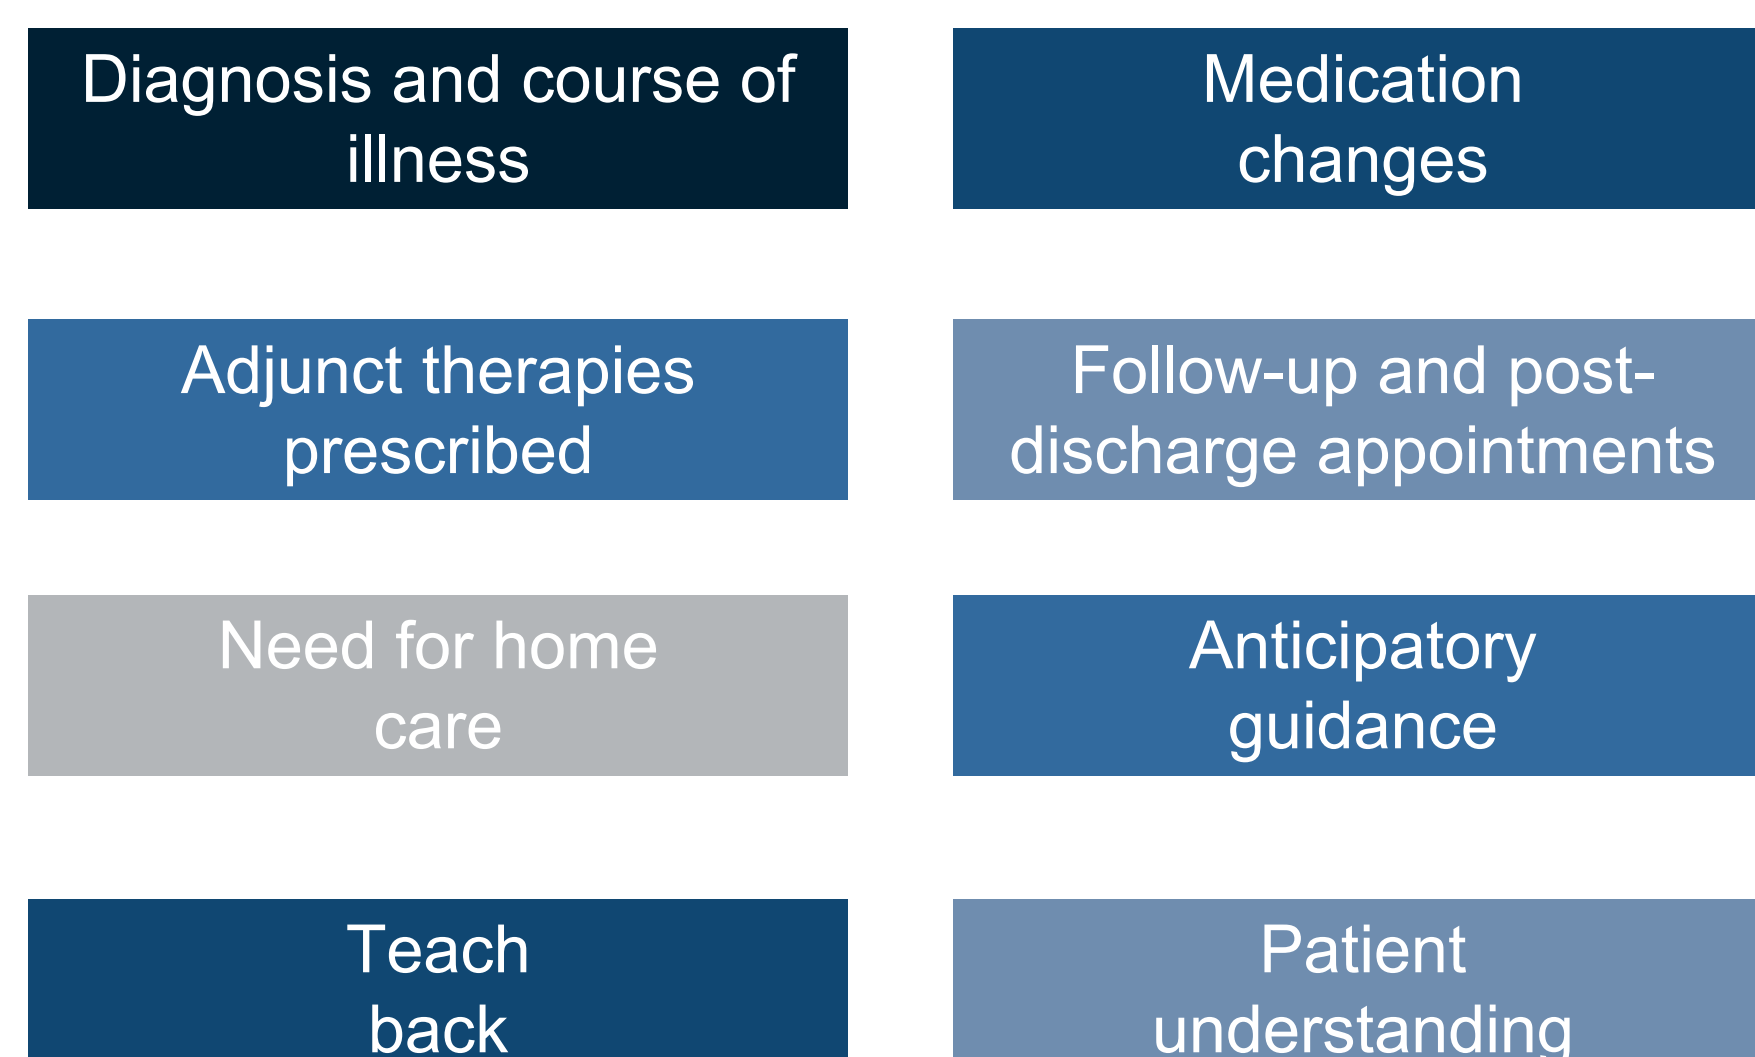 Diagnosis and course of
illness
Medication
changes
Adjunct therapies
prescribed
Follow-up and post-
discharge appointments
Need for home
care
Anticipatory
guidance
Teach
back
Patient
understanding